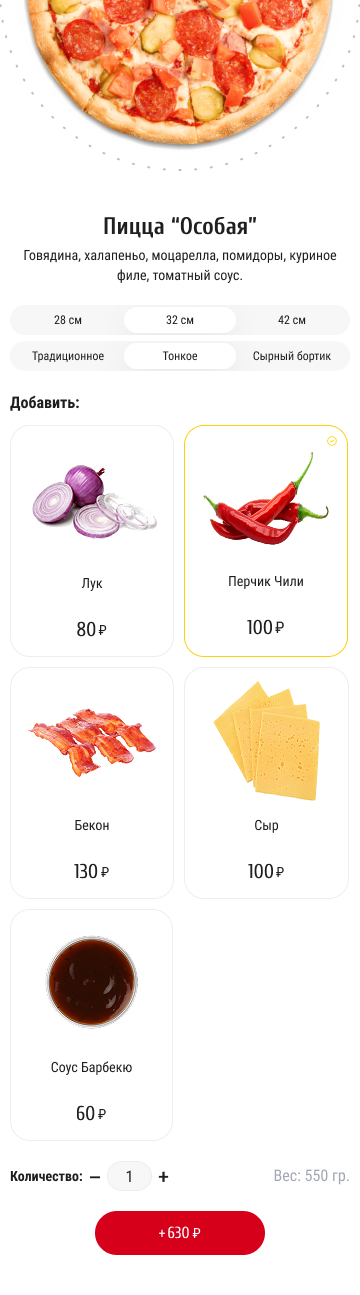 Пицца “Особая”
Говядина, халапеньо, моцарелла, помидоры, куриное
филе, томатный соус.
28 см 32 см 42 см
Традиционное Тонкое Сырный бортик
Добавить:
Лук
80 ₽
Перчик Чили
100 ₽
Бекон
130 ₽
Сыр
100 ₽
Соус Барбекю
60 ₽
Количество: – 1 + Вес: 550 гр.
+ 630 ₽